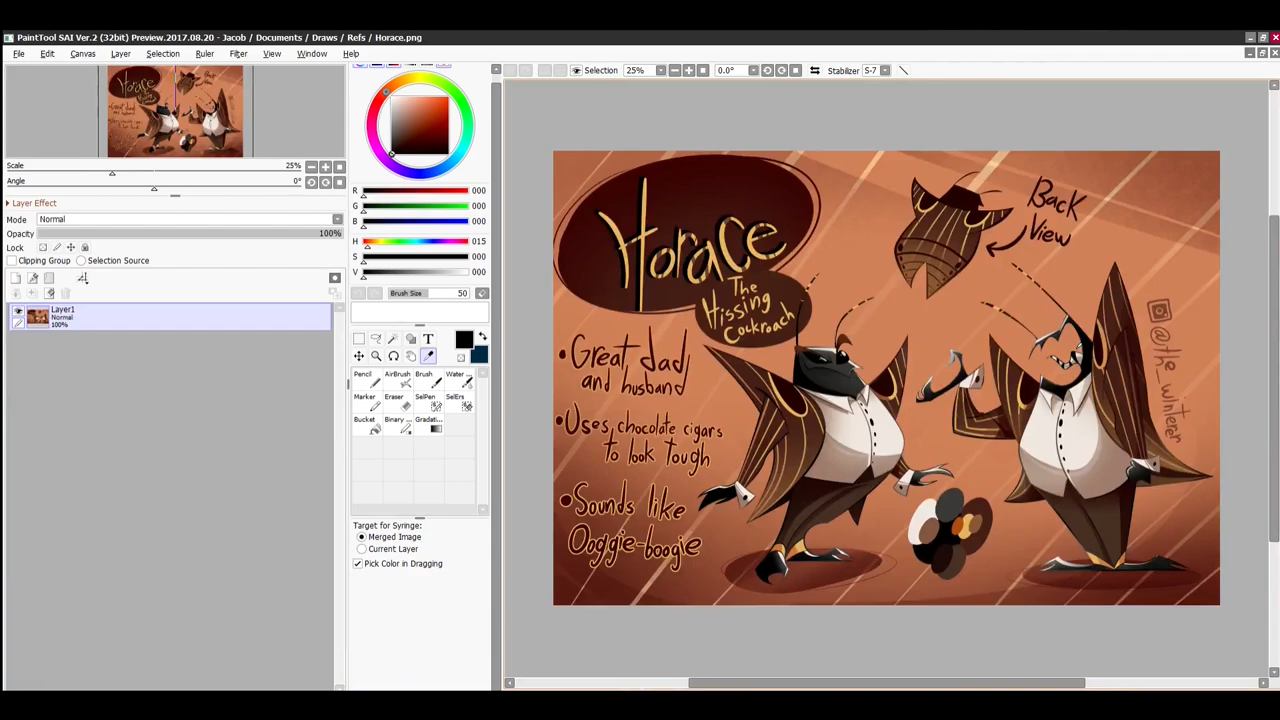 PaintTool SAI Ver.2 (32bit) Preview.2017.08.20 - Jacob / Documents / Draws / Refs / Horace.png
File Edit Canvas Layer Selection Ruler Filter View Window Help
Selection 25% 0.0° Stabilizer S-7
Scale 25%
Angle 0°
Layer Effect
Mode Normal
Opacity 100%
Lock
Clipping Group Selection Source
Layer1
Normal
100%
R 000
G 000
B 000
H 015
S 000
V 000
Brush Size 50
T
Pencil AirBrush Brush Water ...
Marker Eraser SelPen SelErs
Bucket Binary ... Gradati...
Target for Syringe:
Merged Image
Current Layer
Pick Color in Dragging
Horace
The
Hissing
Cockroach
Back
View
•Great dad
and husband
•Uses chocolate cigars
to look tough
•Sounds like
Ooggie-boogie
@the_winterer